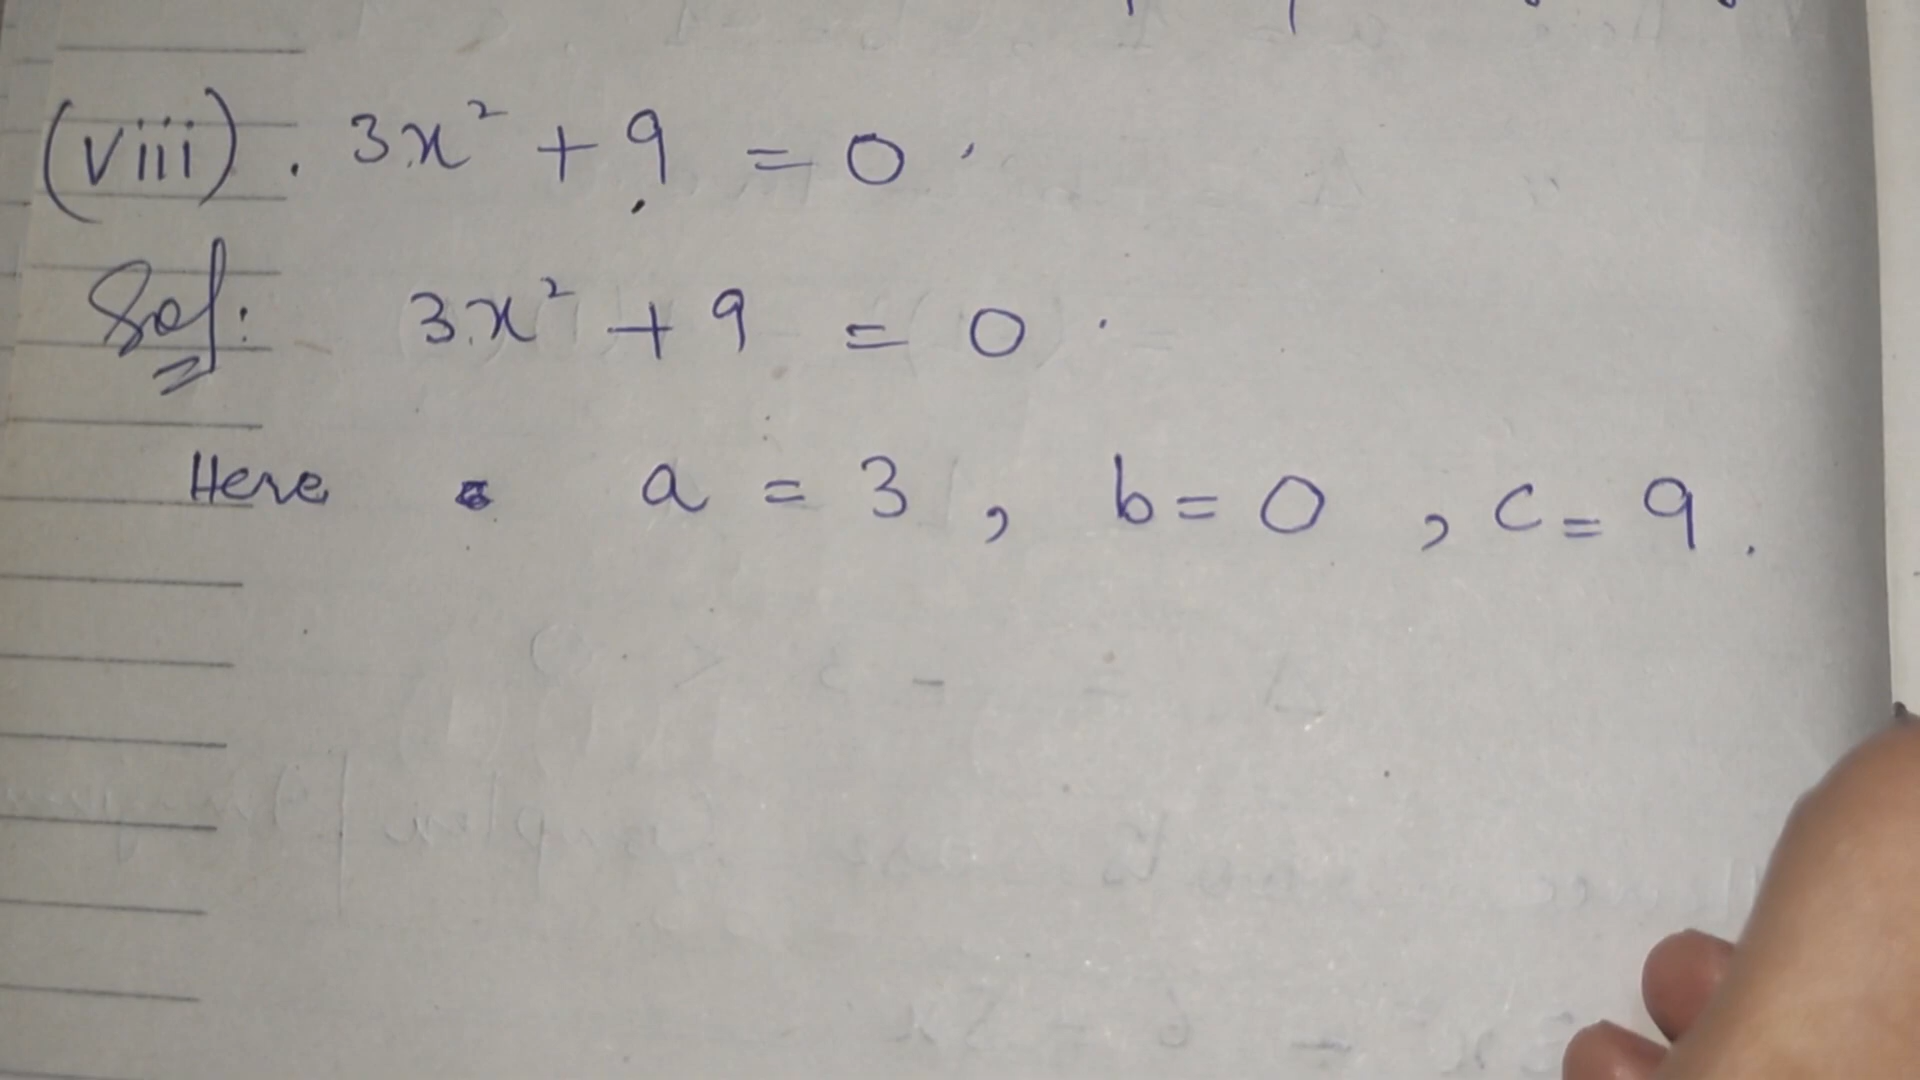 (viii). 3x² + 9 = 0.
Sol: 3x² + 9 = 0.
Here a = 3, b = 0, c = 9.